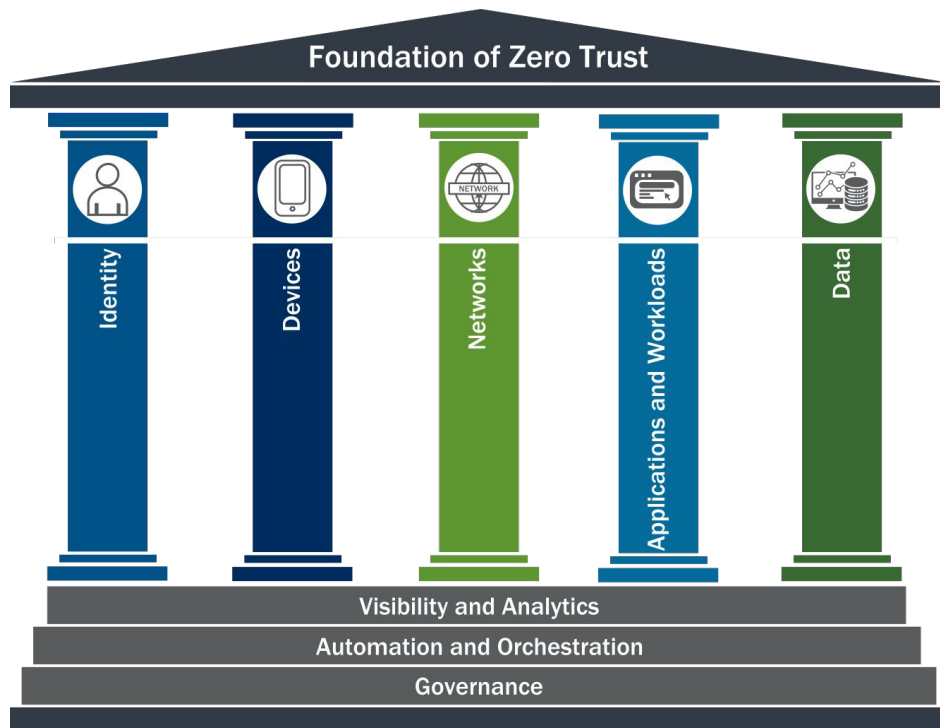 Foundation of Zero Trust
NETWORK
Identity
Devices
Networks
Applications and Workloads
Data
Visibility and Analytics
Automation and Orchestration
Governance